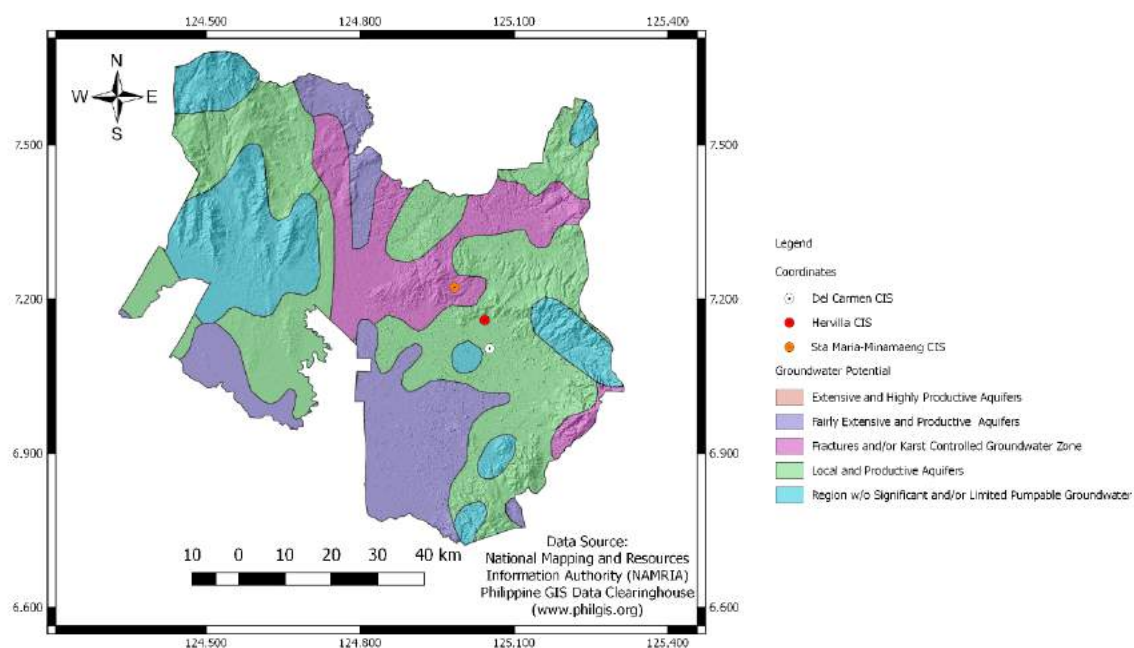 124.500 124.800 125.100 125.400
N
W E
S
7.500 7.500
7.200 7.200
6.900 6.900
6.600 6.600
10 0 10 20 30 40 km
Data Source:
National Mapping and Resources
Information Authority (NAMRIA)
Philippine GIS Data Clearinghouse
(www.philgis.org)
124.500 124.800 125.100 125.400
Legend
Coordinates
Del Carmen CIS
Hervilla CIS
Sta Maria-Minamaeng CIS
Groundwater Potential
Extensive and Highly Productive Aquifers
Fairly Extensive and Productive Aquifers
Fractures and/or Karst Controlled Groundwater Zone
Local and Productive Aquifers
Region w/o Significant and/or Limited Pumpable Groundwater